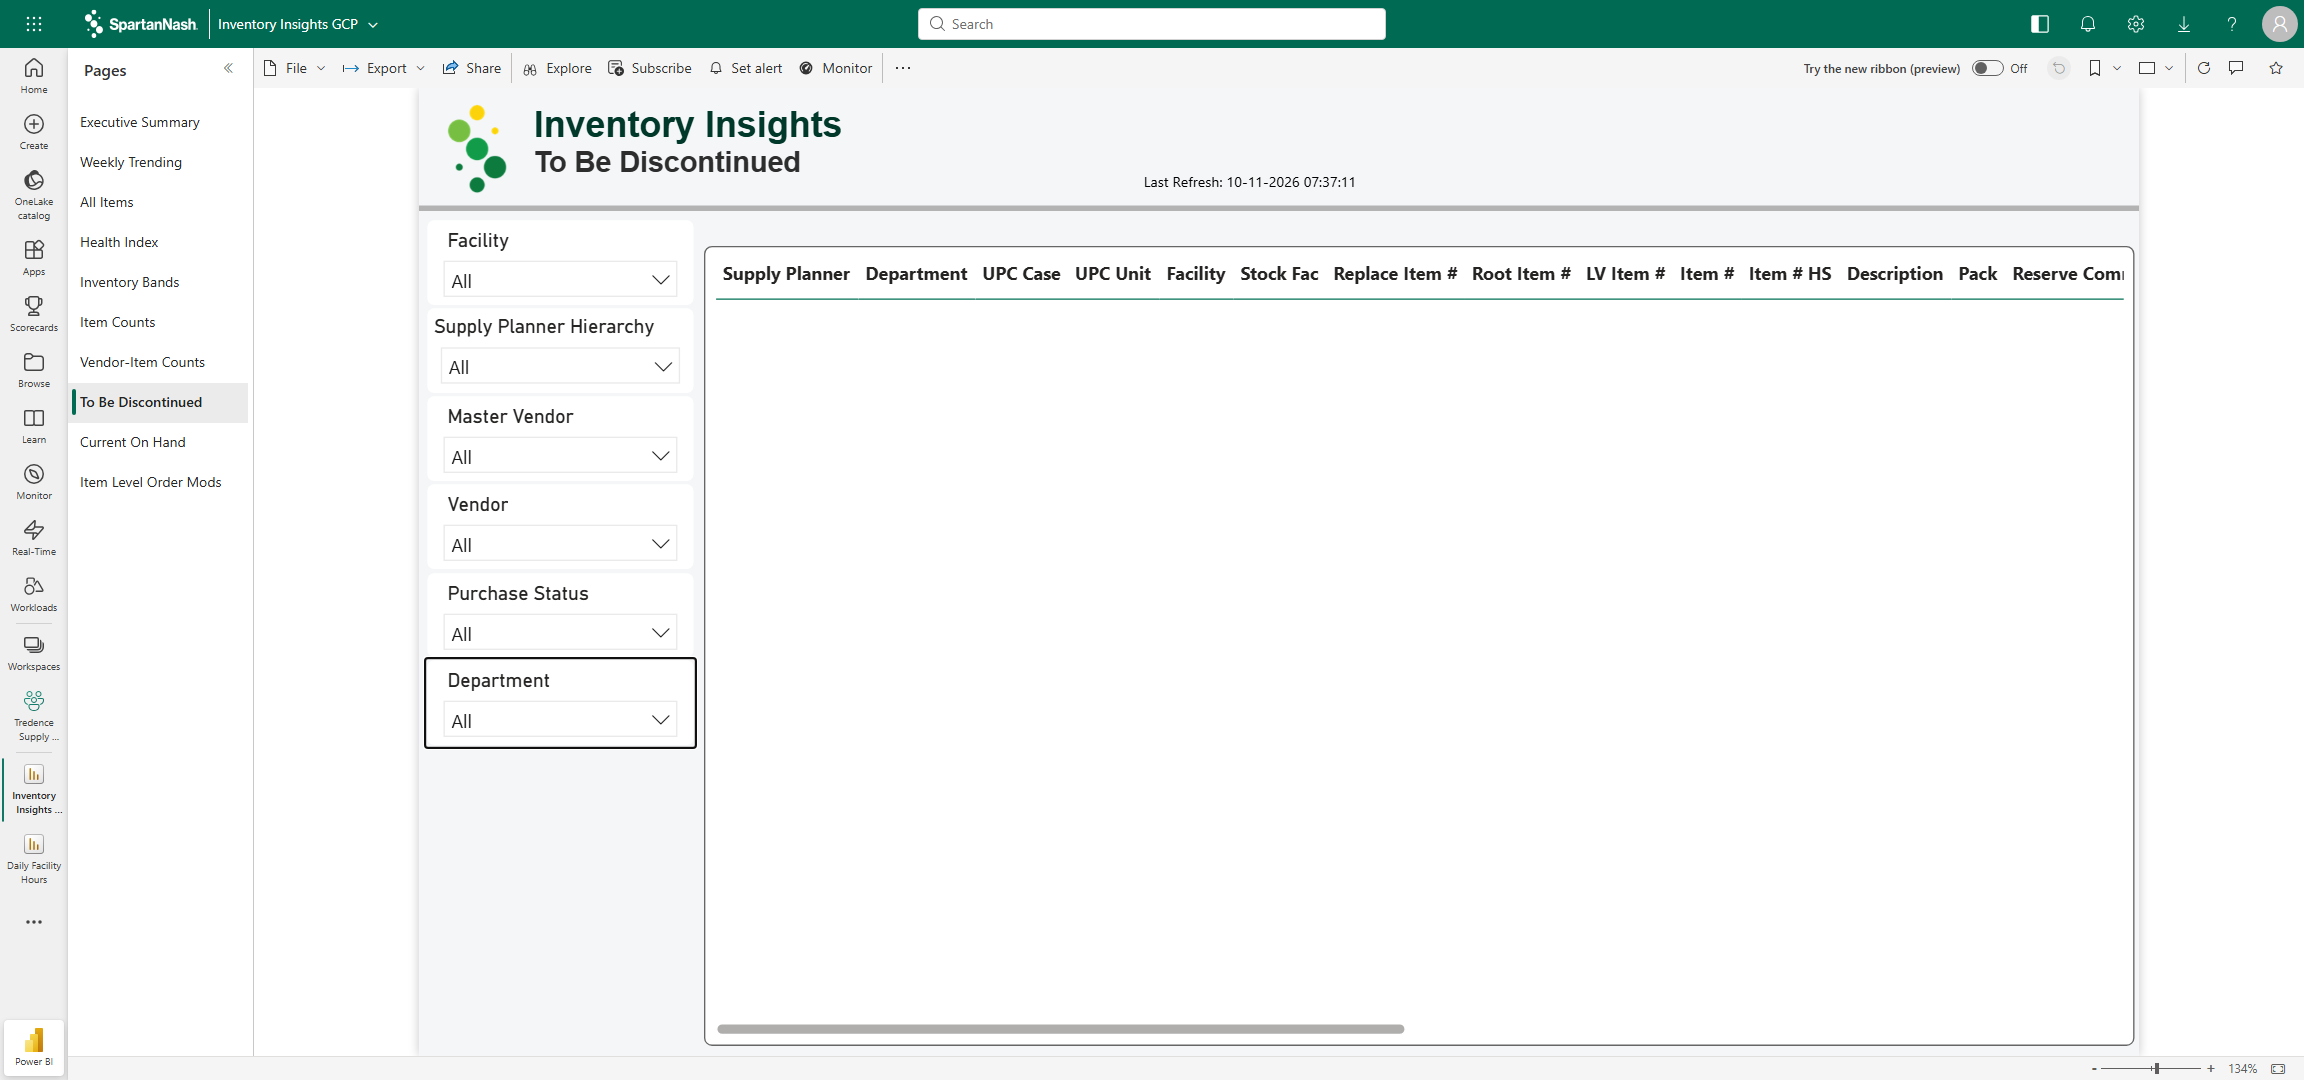 SpartanNash
Inventory Insights GCP
Search
Home
Create
OneLake
catalog
Apps
Scorecards
Browse
Learn
Monitor
Real-Time
Workloads
Workspaces
Tredence
Supply ...
Inventory
Insights ...
Daily Facility
Hours
Power BI
Pages
Executive Summary
Weekly Trending
All Items
Health Index
Inventory Bands
Item Counts
Vendor-Item Counts
To Be Discontinued
Current On Hand
Item Level Order Mods
File
Export
Share
Explore
Subscribe
Set alert
Monitor
Try the new ribbon (preview)
Off
Inventory Insights
To Be Discontinued
Last Refresh: 10-11-2026 07:37:11
Facility
All
Supply Planner Hierarchy
All
Master Vendor
All
Vendor
All
Purchase Status
All
Department
All
Supply Planner Department UPC Case UPC Unit Facility Stock Fac Replace Item # Root Item # LV Item # Item # Item # HS Description Pack Reserve Com
- + 134%